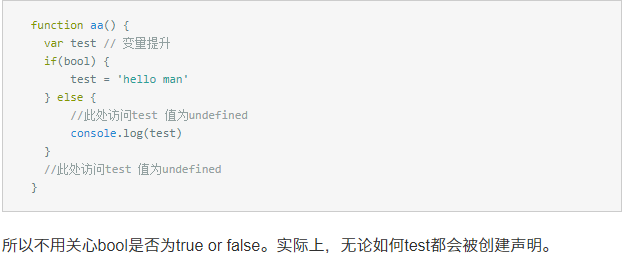 function aa() {
  var test // 变量提升
  if(bool) {
      test = 'hello man'
  } else {
      //此处访问test 值为undefined
      console.log(test)
  }
  //此处访问test 值为undefined
}
所以不用关心bool是否为true or false。实际上，无论如何test都会被创建声明。